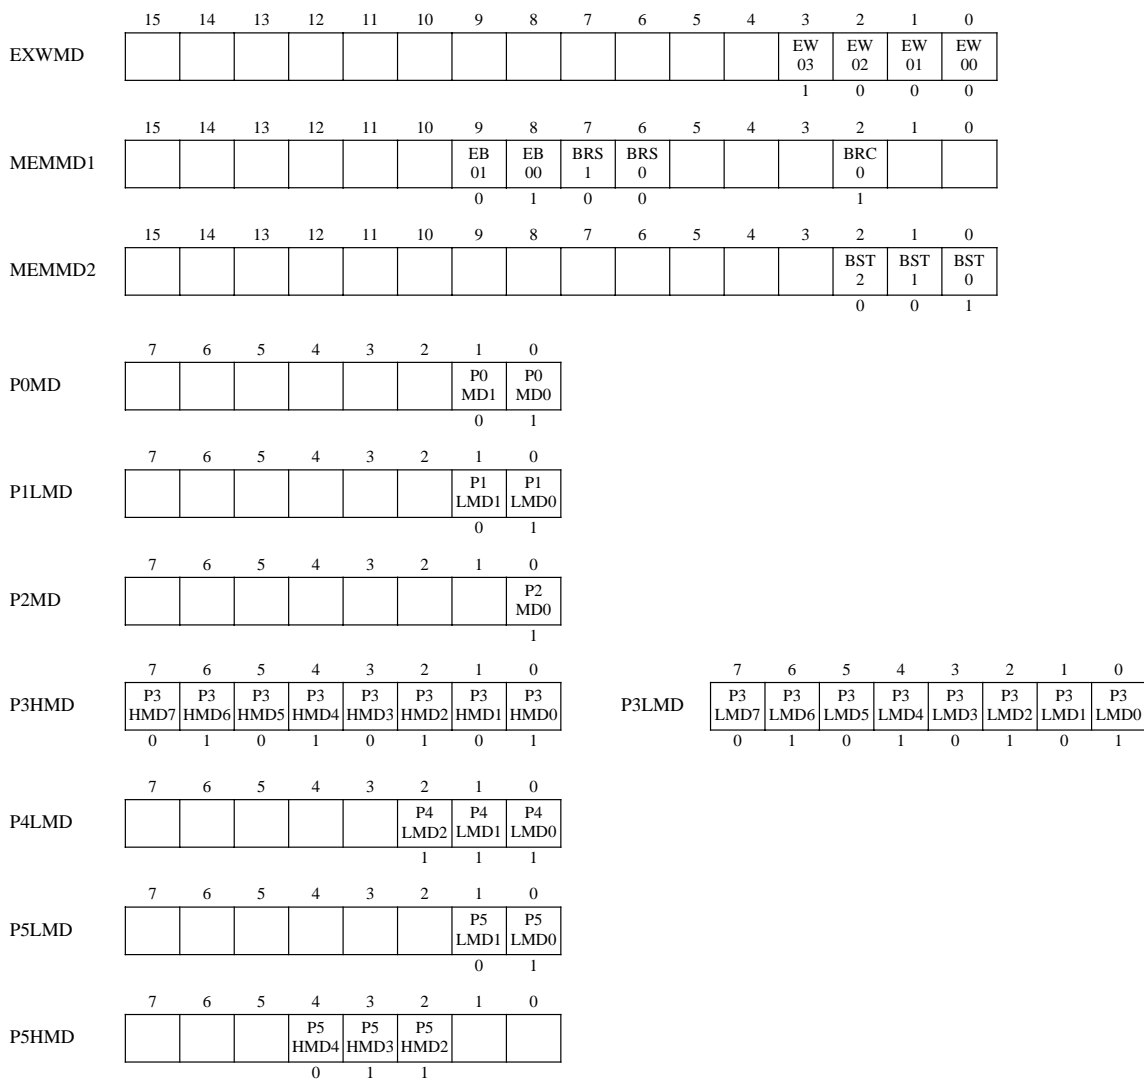 15 14 13 12 11 10 9 8 7 6 5 4 3 2 1 0
EXWMD
EW 03 EW 02 EW 01 EW 00
1 0 0 0
15 14 13 12 11 10 9 8 7 6 5 4 3 2 1 0
MEMMD1
EB 01 EB 00 BRS 1 BRS 0 BRC 0
0 1 0 0 1
15 14 13 12 11 10 9 8 7 6 5 4 3 2 1 0
MEMMD2
BST 2 BST 1 BST 0
0 0 1
7 6 5 4 3 2 1 0
P0MD
P0 MD1 P0 MD0
0 1
7 6 5 4 3 2 1 0
P1LMD
P1 LMD1 P1 LMD0
0 1
7 6 5 4 3 2 1 0
P2MD
P2 MD0
1
7 6 5 4 3 2 1 0
P3HMD
P3 HMD7 P3 HMD6 P3 HMD5 P3 HMD4 P3 HMD3 P3 HMD2 P3 HMD1 P3 HMD0
0 1 0 1 0 1 0 1
7 6 5 4 3 2 1 0
P3LMD
P3 LMD7 P3 LMD6 P3 LMD5 P3 LMD4 P3 LMD3 P3 LMD2 P3 LMD1 P3 LMD0
0 1 0 1 0 1 0 1
7 6 5 4 3 2 1 0
P4LMD
P4 LMD2 P4 LMD1 P4 LMD0
1 1 1
7 6 5 4 3 2 1 0
P5LMD
P5 LMD1 P5 LMD0
0 1
7 6 5 4 3 2 1 0
P5HMD
P5 HMD4 P5 HMD3 P5 HMD2
0 1 1